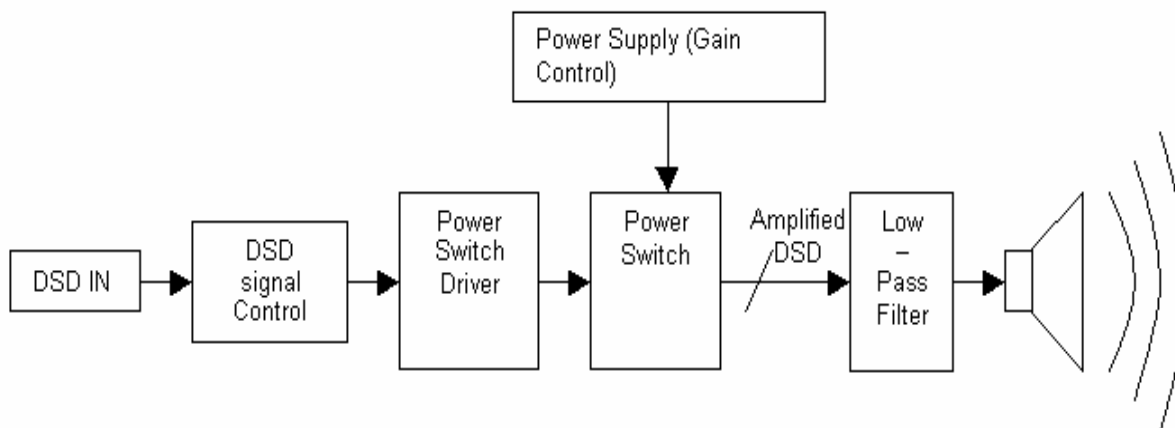 Power Supply (Gain
Control)
DSD IN
DSD
signal
Control
Power
Switch
Driver
Power
Switch
Amplified
DSD
Low
–
Pass
Filter